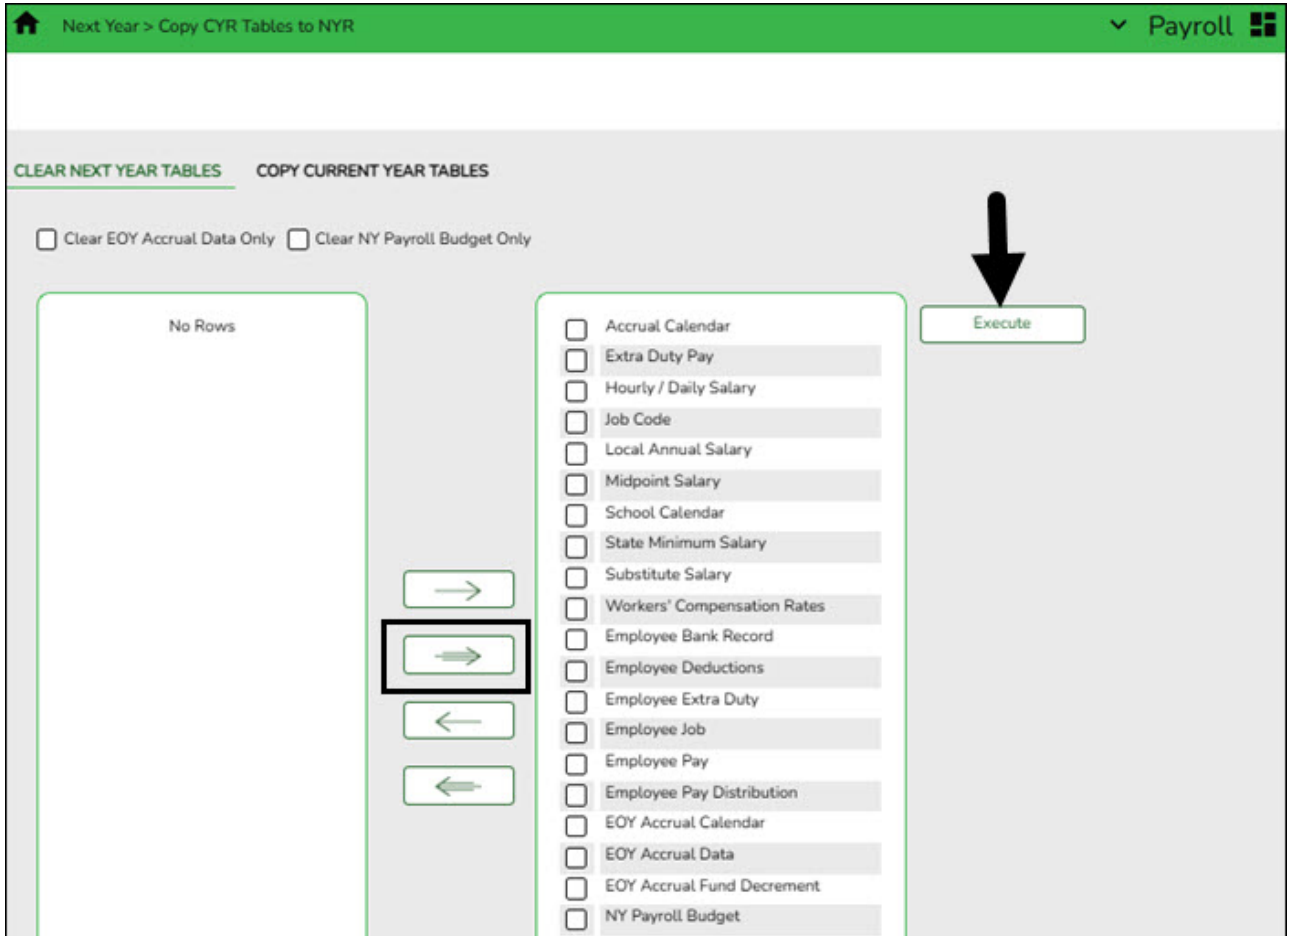 Next Year > Copy CYR Tables to NYR
Payroll
CLEAR NEXT YEAR TABLES
COPY CURRENT YEAR TABLES
Clear EOY Accrual Data Only
Clear NY Payroll Budget Only
No Rows
Accrual Calendar
Extra Duty Pay
Hourly / Daily Salary
Job Code
Local Annual Salary
Midpoint Salary
School Calendar
State Minimum Salary
Substitute Salary
Workers' Compensation Rates
Employee Bank Record
Employee Deductions
Employee Extra Duty
Employee Job
Employee Pay
Employee Pay Distribution
EOY Accrual Calendar
EOY Accrual Data
EOY Accrual Fund Decrement
NY Payroll Budget
Execute